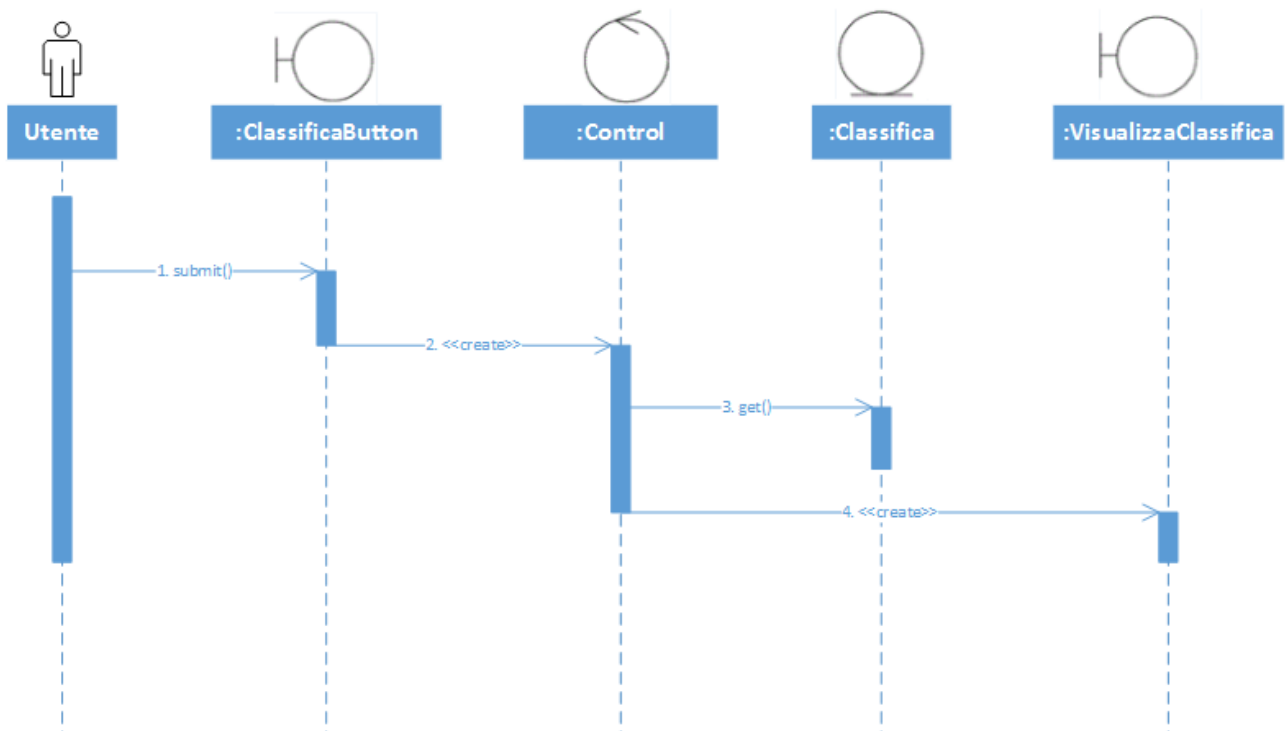 Utente
:ClassificaButton
:Control
:Classifica
:VisualizzaClassifica
1. submit()
2. <<create>>
3. get()
4. <<create>>